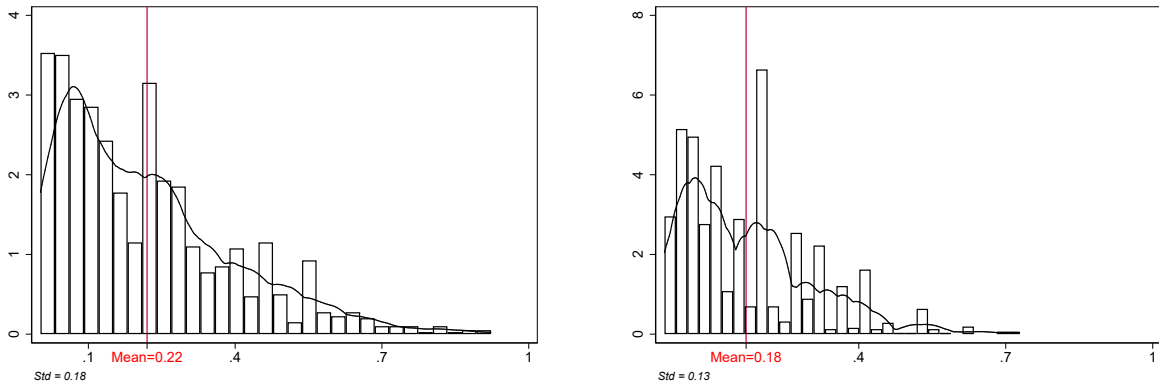 4
3
2
1
0
.1 Mean=0.22 .4 .7 1
Std = 0.18
8
6
4
2
0
Mean=0.18 .4 .7 1
Std = 0.13